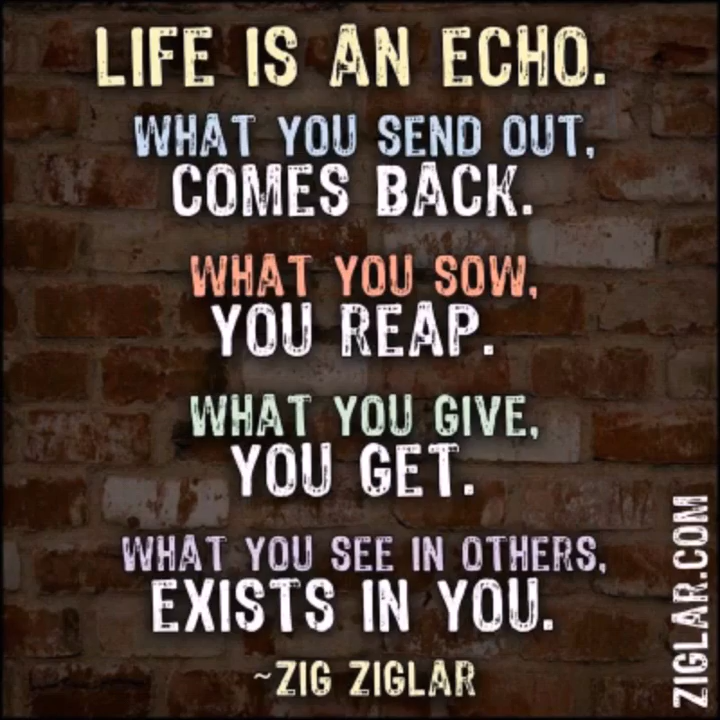 LIFE IS AN ECHO.
WHAT YOU SEND OUT,
COMES BACK.
WHAT YOU SOW,
YOU REAP.
WHAT YOU GIVE,
YOU GET.
WHAT YOU SEE IN OTHERS,
EXISTS IN YOU.
~ZIG ZIGLAR
ZIGLAR.COM